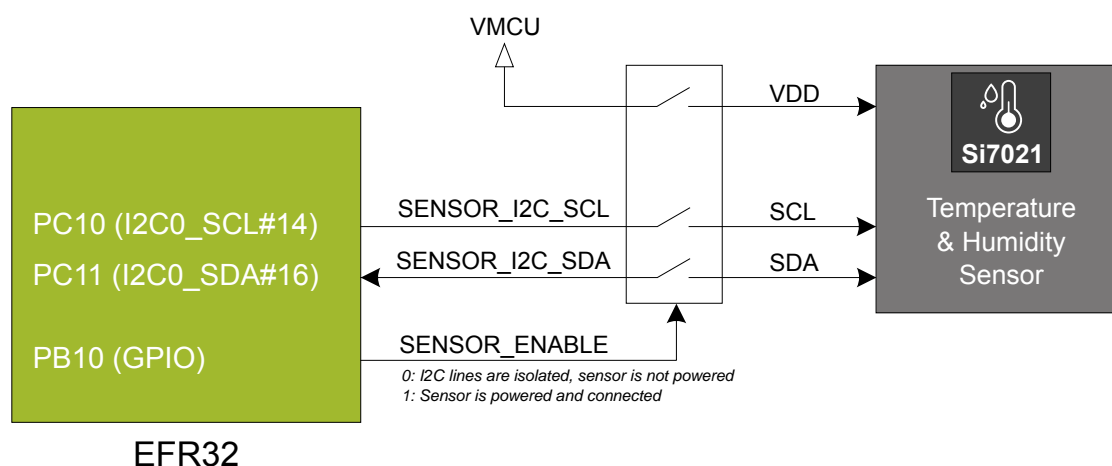 VMCU
VDD
Si7021
PC10 (I2C0_SCL#14)
SENSOR_I2C_SCL
SCL
Temperature
& Humidity
Sensor
PC11 (I2C0_SDA#16)
SENSOR_I2C_SDA
SDA
PB10 (GPIO)
SENSOR_ENABLE
0: I2C lines are isolated, sensor is not powered
1: Sensor is powered and connected
EFR32